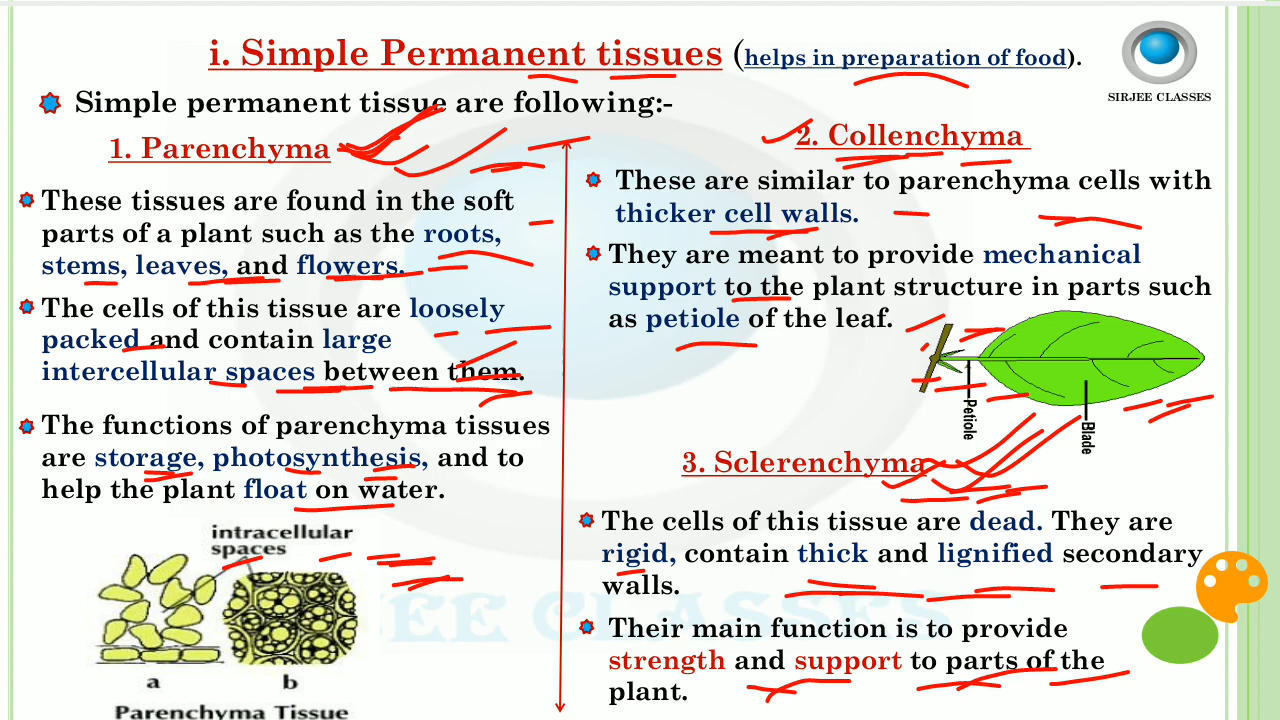 i. Simple Permanent tissues (helps in preparation of food).
SIRJEE CLASSES
Simple permanent tissue are following:-
1. Parenchyma
These tissues are found in the soft
parts of a plant such as the roots,
stems, leaves, and flowers.
The cells of this tissue are loosely
packed and contain large
intercellular spaces between them.
The functions of parenchyma tissues
are storage, photosynthesis, and to
help the plant float on water.
intracellular
spaces
a b
Parenchyma Tissue
2. Collenchyma
These are similar to parenchyma cells with
thicker cell walls.
They are meant to provide mechanical
support to the plant structure in parts such
as petiole of the leaf.
Petiole
Blade
3. Sclerenchyma
The cells of this tissue are dead. They are
rigid, contain thick and lignified secondary
walls.
Their main function is to provide
strength and support to parts of the
plant.
EE CLASSES